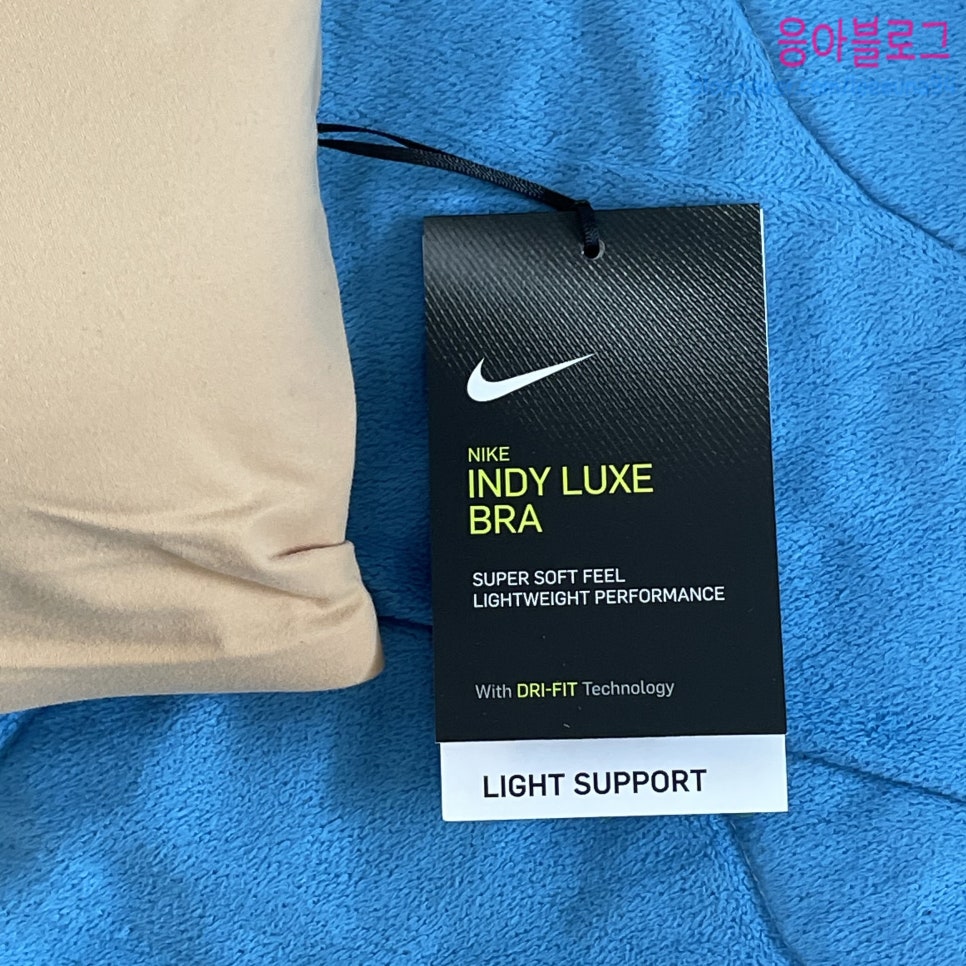 응아블로그
NIKE
INDY LUXE
BRA
SUPER SOFT FEEL
LIGHTWEIGHT PERFORMANCE
With DRI-FIT Technology
LIGHT SUPPORT